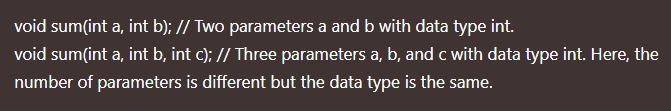 void sum(int a, int b); // Two parameters a and b with data type int.
void sum(int a, int b, int c); // Three parameters a, b, and c with data type int. Here, the
number of parameters is different but the data type is the same.